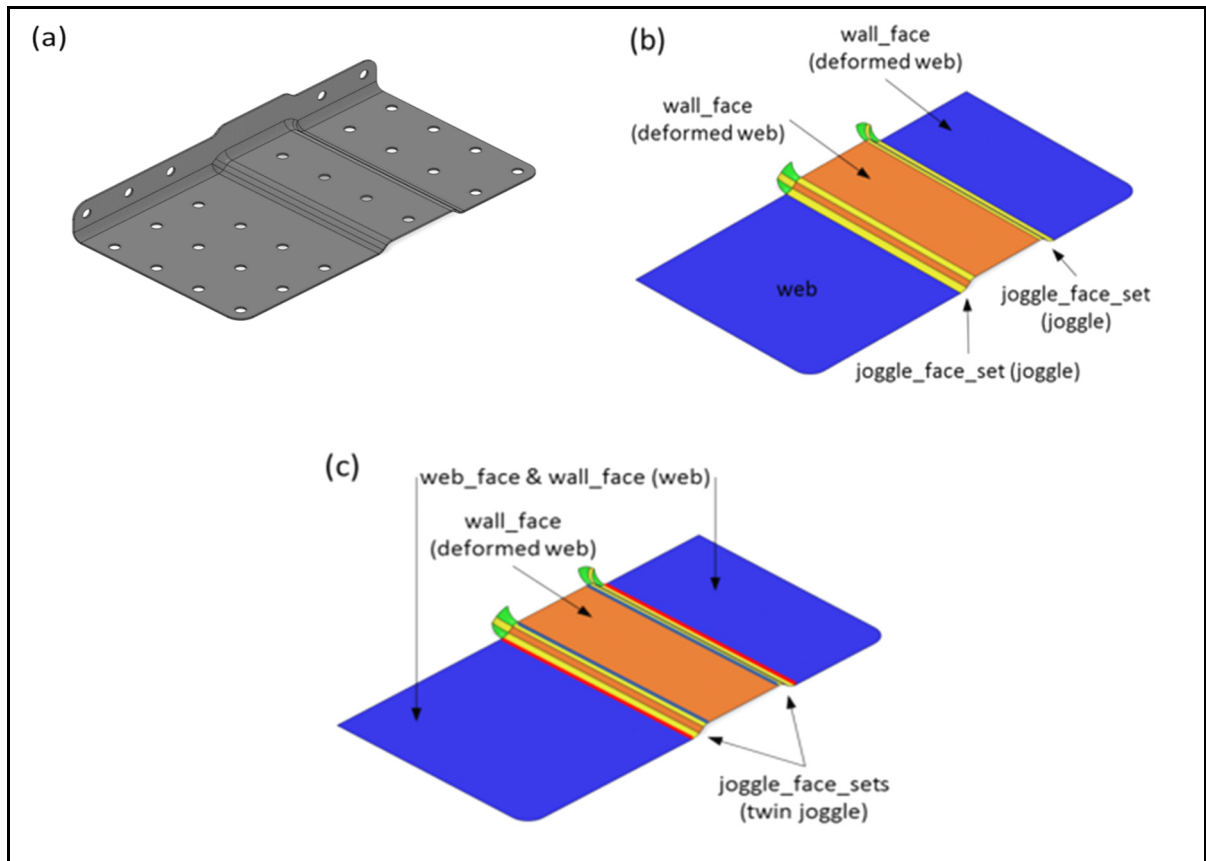 (a)
(b)
wall_face
(deformed web)
wall_face
(deformed web)
web
joggle_face_set
(joggle)
joggle_face_set (joggle)
(c)
web_face & wall_face (web)
wall_face
(deformed web)
joggle_face_sets
(twin joggle)